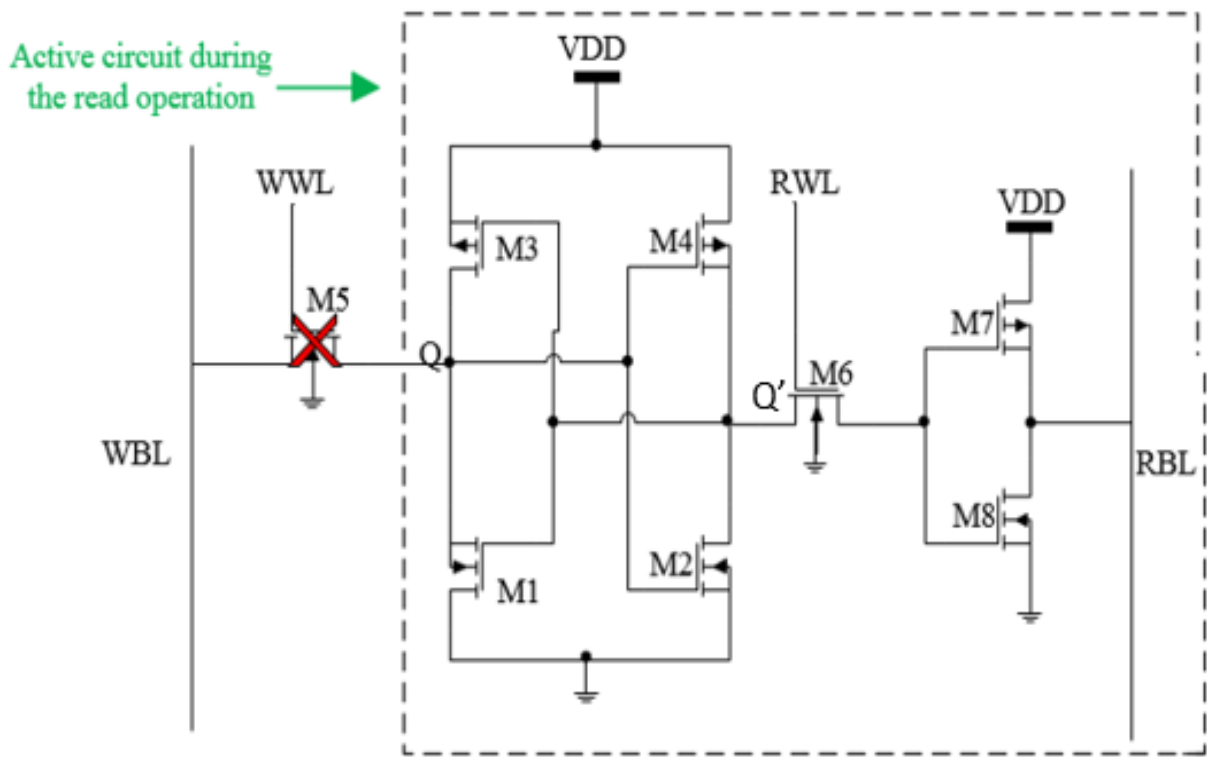 Active circuit during
the read operation
VDD
WWL
RWL
VDD
M3
M4
M5
M7
Q
M6
Q'
WBL
RBL
M8
M2
M1